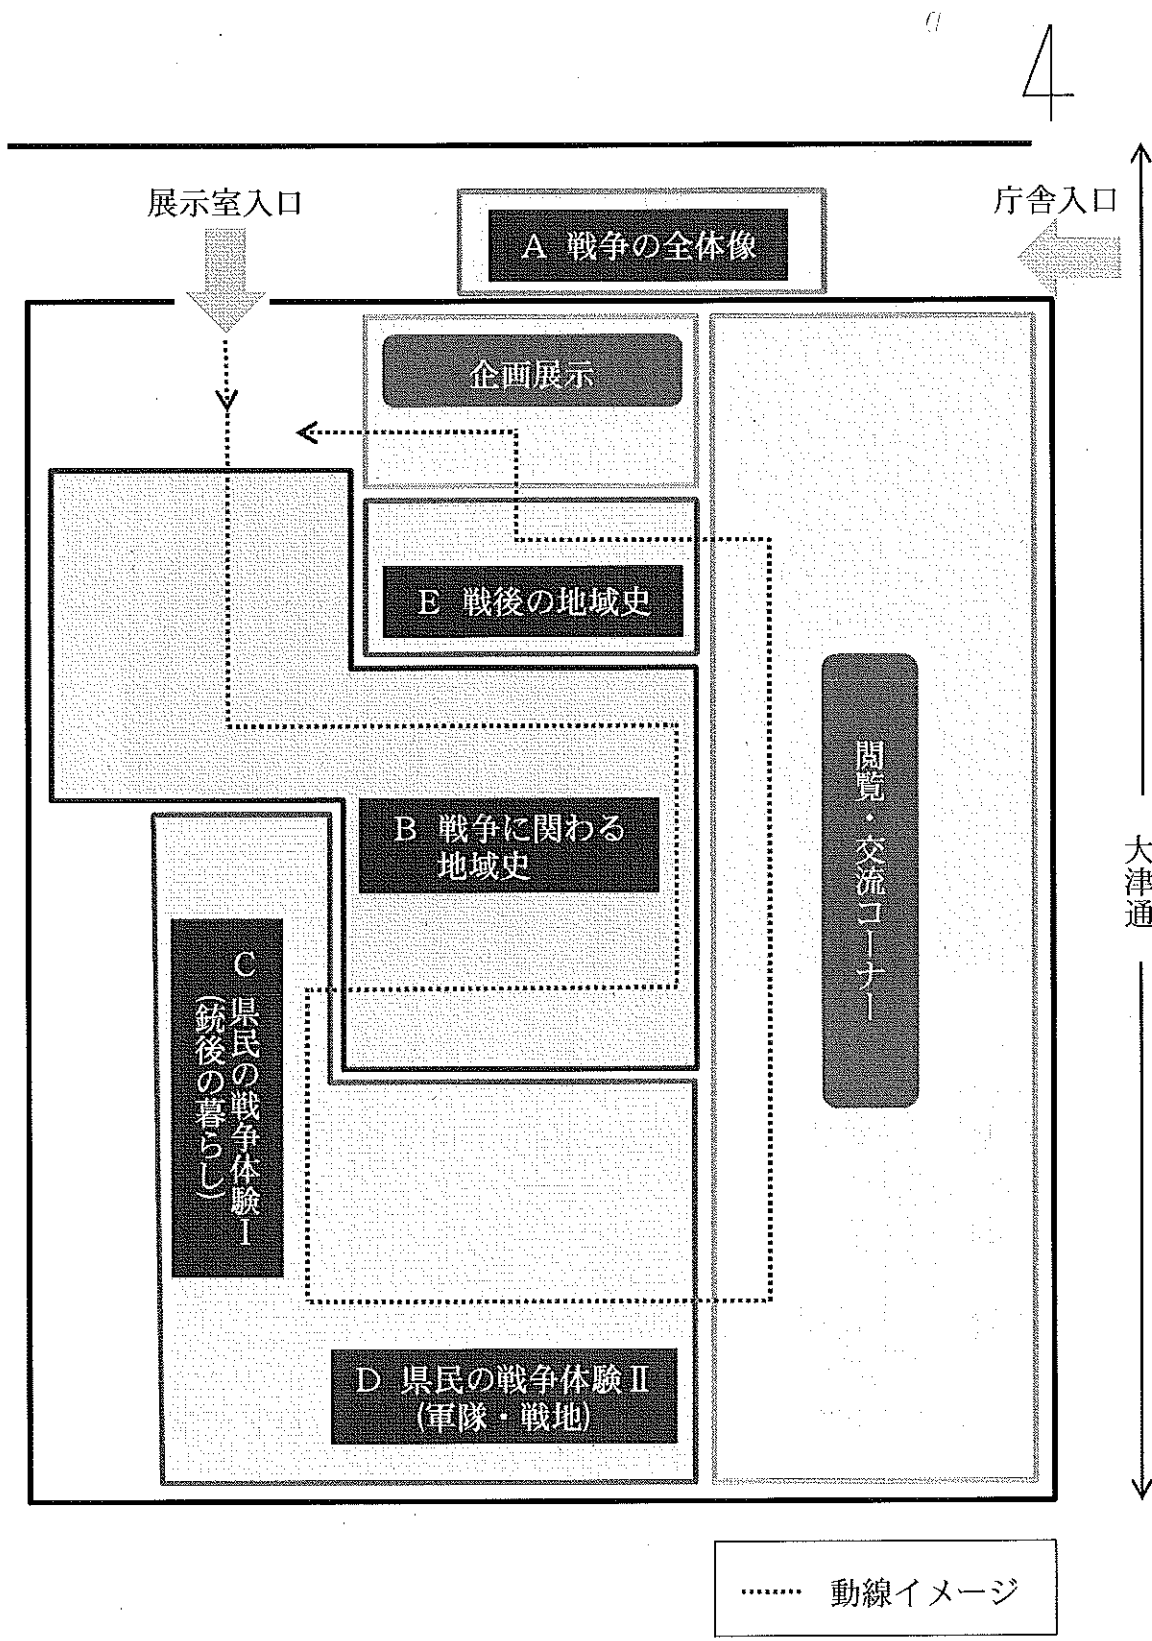 4
展示室入口
庁舎入口
A 戦争の全体像
企画展示
E 戦後の地域史
B 戦争に関わる
地域史
閲覧・交流コーナー
大津通
C 県民の戦争体験Ⅰ
(銃後の暮らし)
D 県民の戦争体験Ⅱ
(軍隊・戦地)
動線イメージ